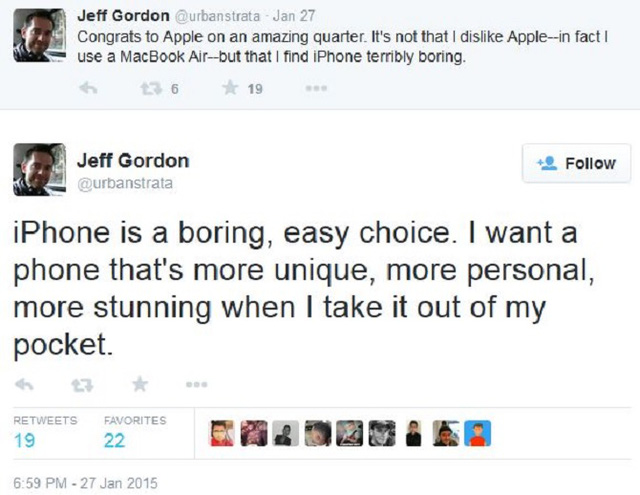 Jeff Gordon @urbanstrata · Jan 27
Congrats to Apple on an amazing quarter. It's not that I dislike Apple--in fact I
use a MacBook Air--but that I find iPhone terribly boring.
6 19
Jeff Gordon
@urbanstrata
Follow
iPhone is a boring, easy choice. I want a
phone that's more unique, more personal,
more stunning when I take it out of my
pocket.
RETWEETS FAVORITES
19 22
6:59 PM - 27 Jan 2015